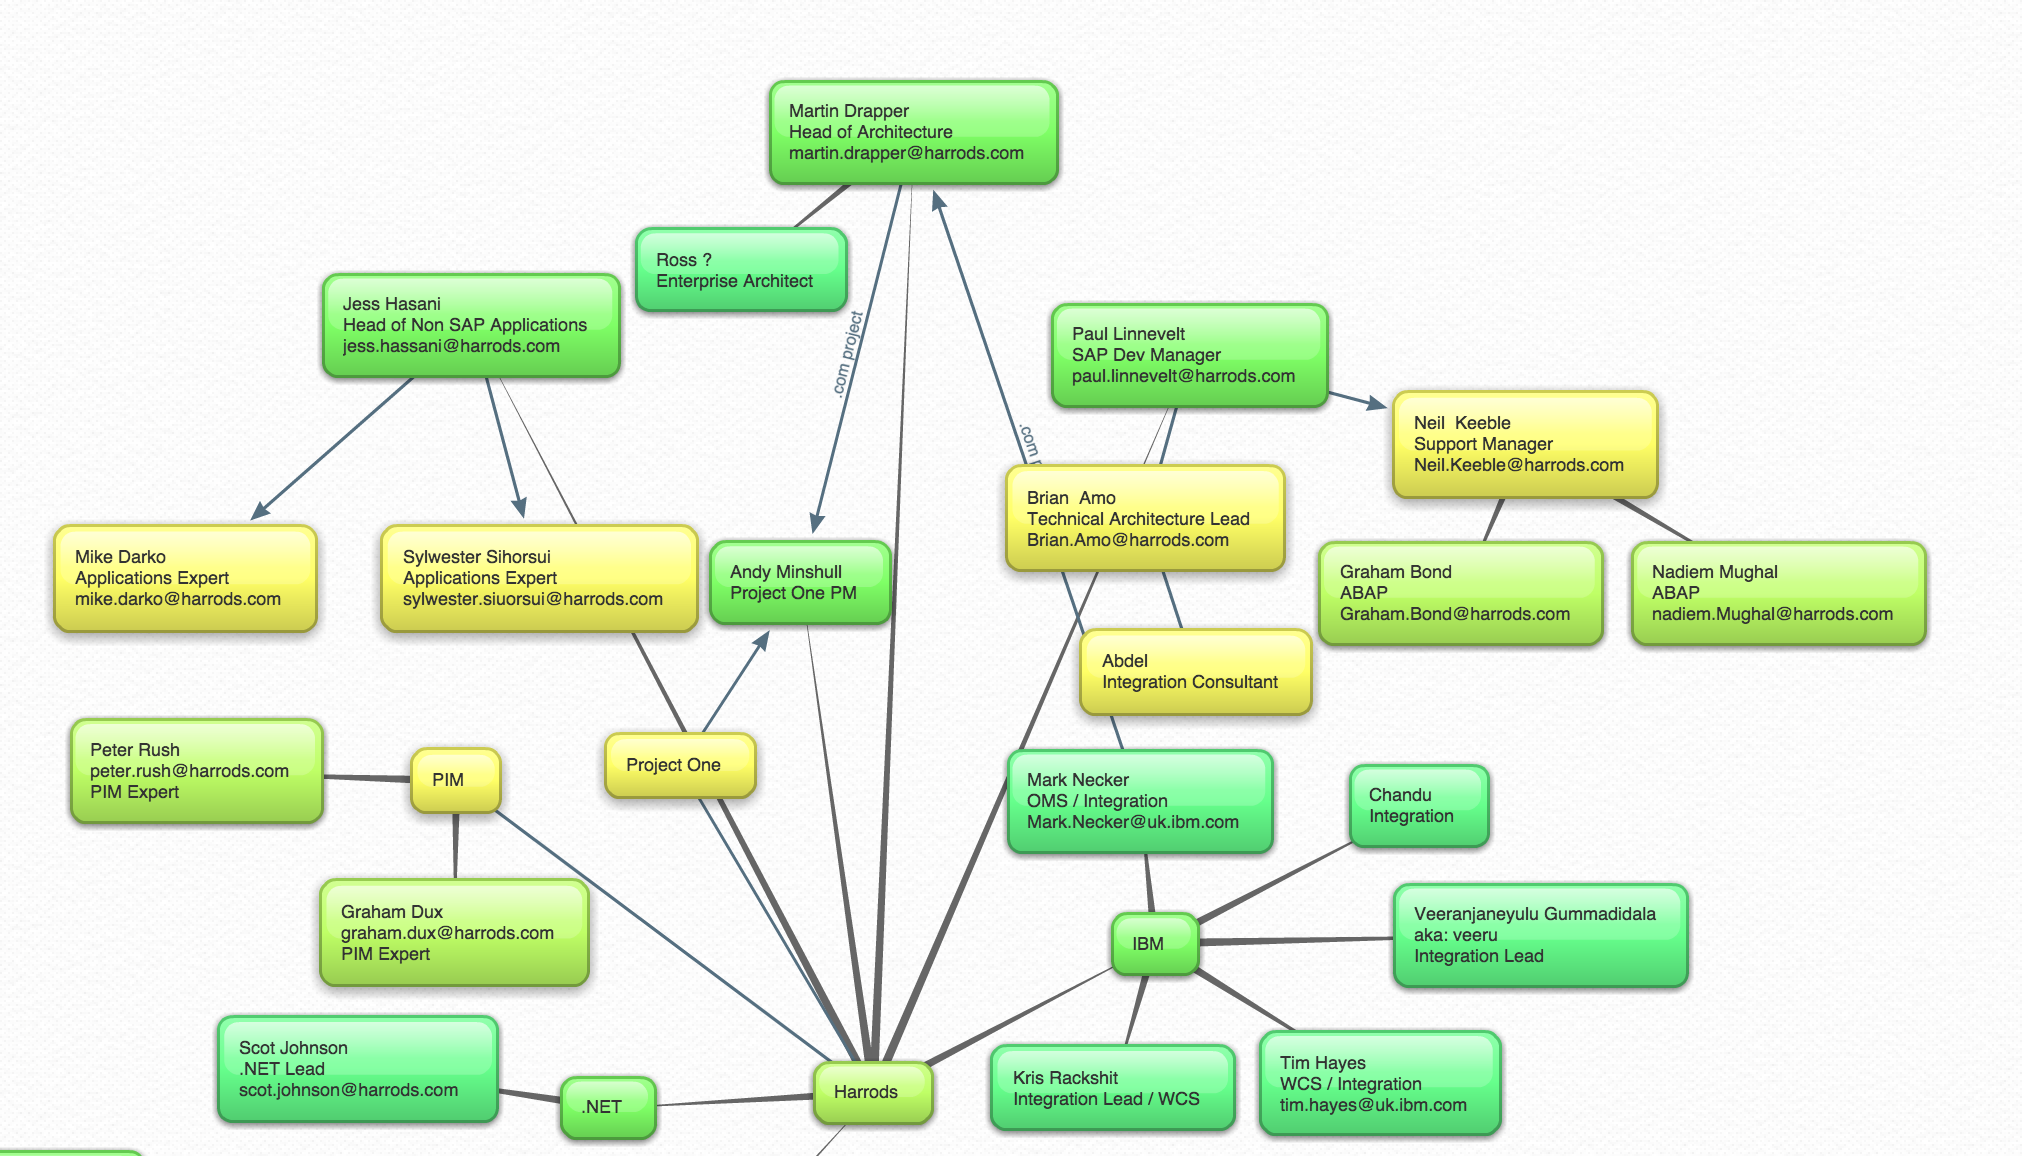 Martin Drapper
Head of Architecture
martin.drapper@harrods.com
Ross ?
Enterprise Architect
Jess Hasani
Head of Non SAP Applications
jess.hassani@harrods.com
.com project
Paul Linnevelt
SAP Dev Manager
paul.linnevelt@harrods.com
Neil  Keeble
Support Manager
Neil.Keeble@harrods.com
.com
Brian  Amo
Technical Architecture Lead
Brian.Amo@harrods.com
Mike Darko
Applications Expert
mike.darko@harrods.com
Sylwester Sihorsui
Applications Expert
sylwester.siuorsui@harrods.com
Andy Minshull
Project One PM
Graham Bond
ABAP
Graham.Bond@harrods.com
Nadiem Mughal
ABAP
nadiem.Mughal@harrods.com
Abdel
Integration Consultant
Peter Rush
peter.rush@harrods.com
PIM Expert
PIM
Project One
Mark Necker
OMS / Integration
Mark.Necker@uk.ibm.com
Chandu
Integration
Graham Dux
graham.dux@harrods.com
PIM Expert
Veeranjaneyulu Gummadidala
aka: veeru
Integration Lead
IBM
Scot Johnson
.NET Lead
scot.johnson@harrods.com
.NET
Harrods
Kris Rackshit
Integration Lead / WCS
Tim Hayes
WCS / Integration
tim.hayes@uk.ibm.com